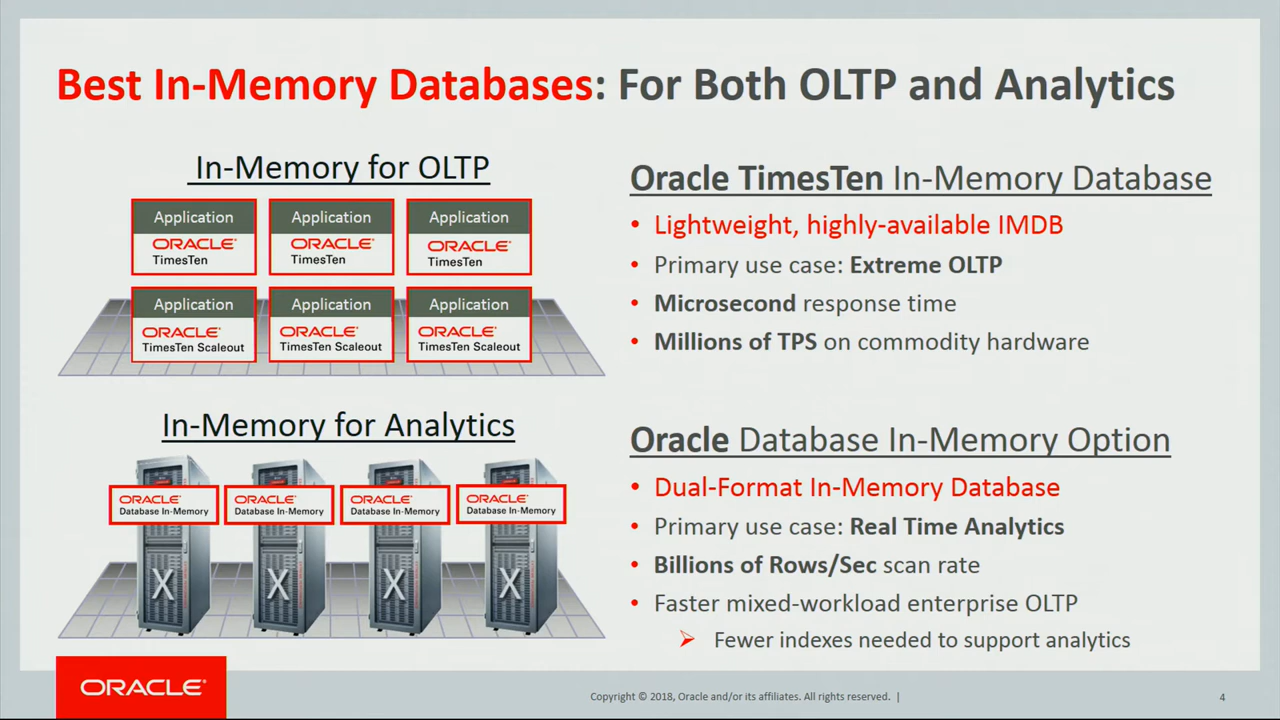 Best In-Memory Databases: For Both OLTP and Analytics
In-Memory for OLTP
Application
ORACLE
TimesTen
Application
ORACLE
TimesTen
Application
ORACLE
TimesTen
Application
ORACLE
TimesTen Scaleout
Application
ORACLE
TimesTen Scaleout
Application
ORACLE
TimesTen Scaleout
In-Memory for Analytics
ORACLE
Database In-Memory
X
ORACLE
Database In-Memory
X
ORACLE
Database In-Memory
X
ORACLE
Database In-Memory
X
Oracle TimesTen In-Memory Database
• Lightweight, highly-available IMDB
• Primary use case: Extreme OLTP
• Microsecond response time
• Millions of TPS on commodity hardware
Oracle Database In-Memory Option
• Dual-Format In-Memory Database
• Primary use case: Real Time Analytics
• Billions of Rows/Sec scan rate
• Faster mixed-workload enterprise OLTP
➢ Fewer indexes needed to support analytics
ORACLE®
Copyright © 2018, Oracle and/or its affiliates. All rights reserved. |
4